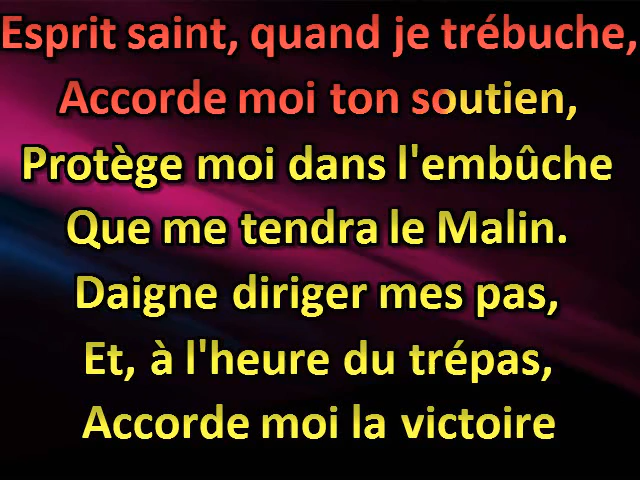 Esprit saint, quand je trébuche,
Accorde moi ton soutien,
Protège moi dans l'embûche
Que me tendra le Malin.
Daigne diriger mes pas,
Et, à l'heure du trépas,
Accorde moi la victoire